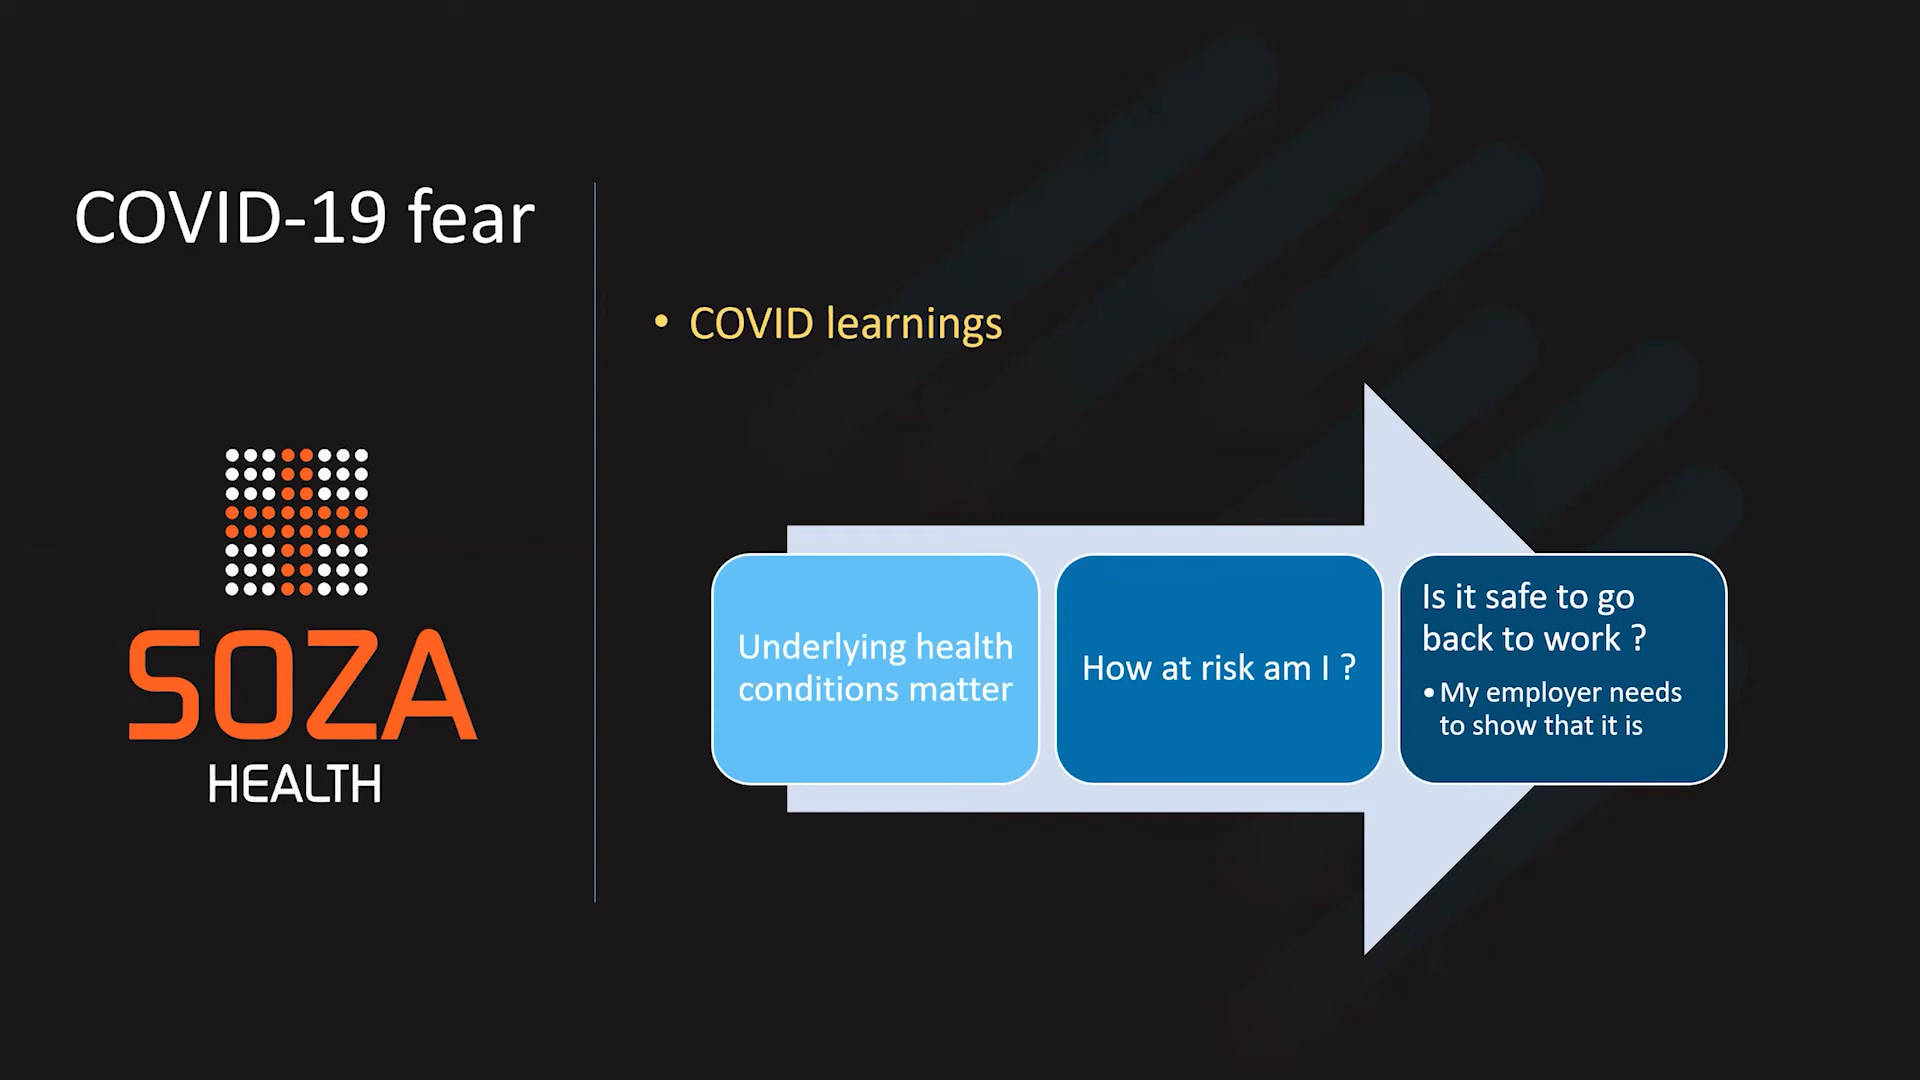 COVID-19 fear
SOZA
HEALTH
• COVID learnings
Underlying health
conditions matter
How at risk am I ?
Is it safe to go
back to work ?
• My employer needs
to show that it is